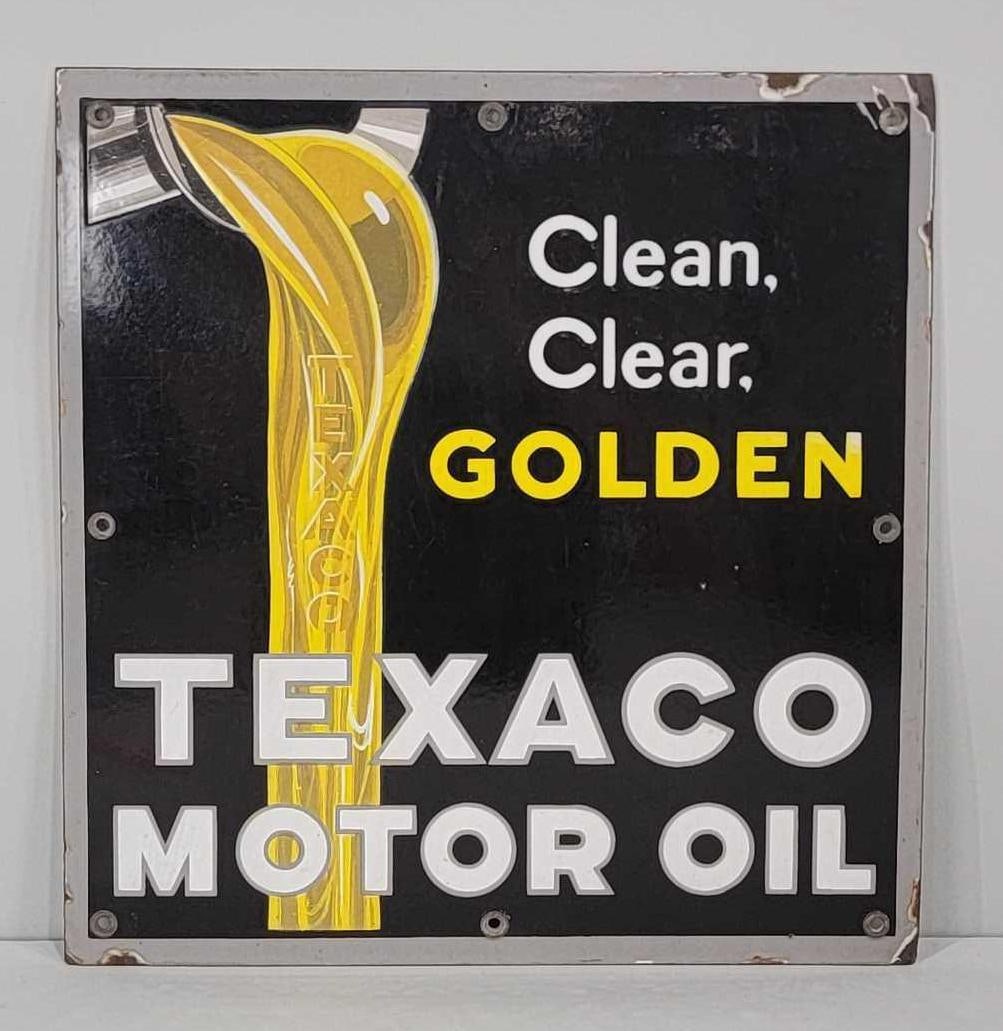 Clean,
Clear,
GOLDEN
TEXACO
TEXACO
MOTOR OIL